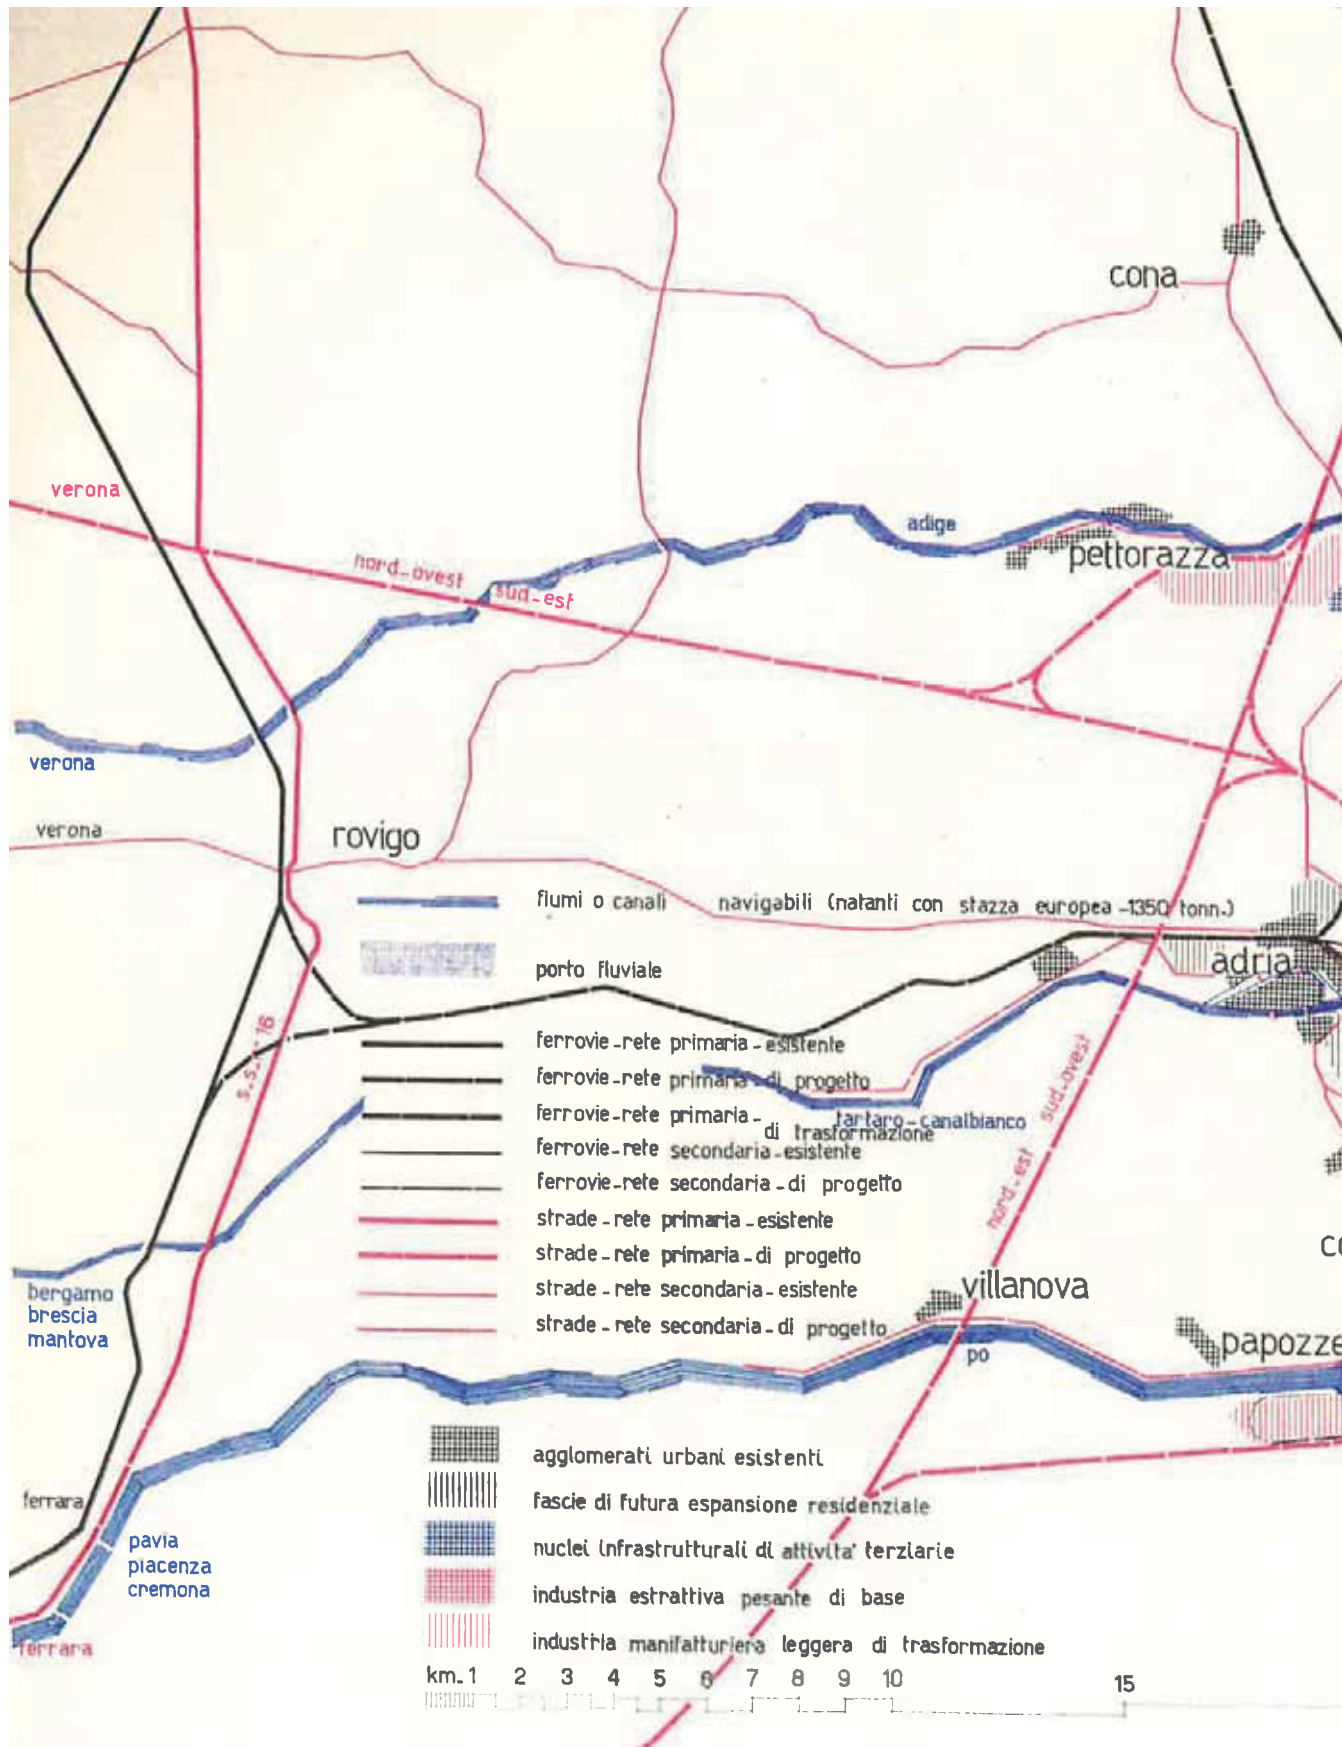 cona
verona
adige
pettorazza
nord-ovest
sud-est
verona
verona
rovigo
fiumi o canali navigabili (natanti con stazza europea -1350 tonn.)
adria
porto fluviale
s.s. n. 16
ferrovie-rete primaria-esistente
ferrovie-rete primaria-di progetto
ferrovie-rete primaria-
di trasformazione
tartaro-canalbianco
sud-ovest
ferrovie-rete secondaria-esistente
ferrovie-rete secondaria-di progetto
nord-est
strade-rete primaria-esistente
strade-rete primaria-di progetto
co
bergamo
brescia
mantova
strade-rete secondaria-esistente
villanova
strade-rete secondaria-di progetto
po
papozze
agglomerati urbani esistenti
ferrara
fascie di futura espansione residenziale
pavia
piacenza
cremona
nuclei infrastrutturali di attivita' terziarie
industria estrattiva pesante di base
ferrara
industria manifatturiera leggera di trasformazione
km. 1 2 3 4 5 6 7 8 9 10 15